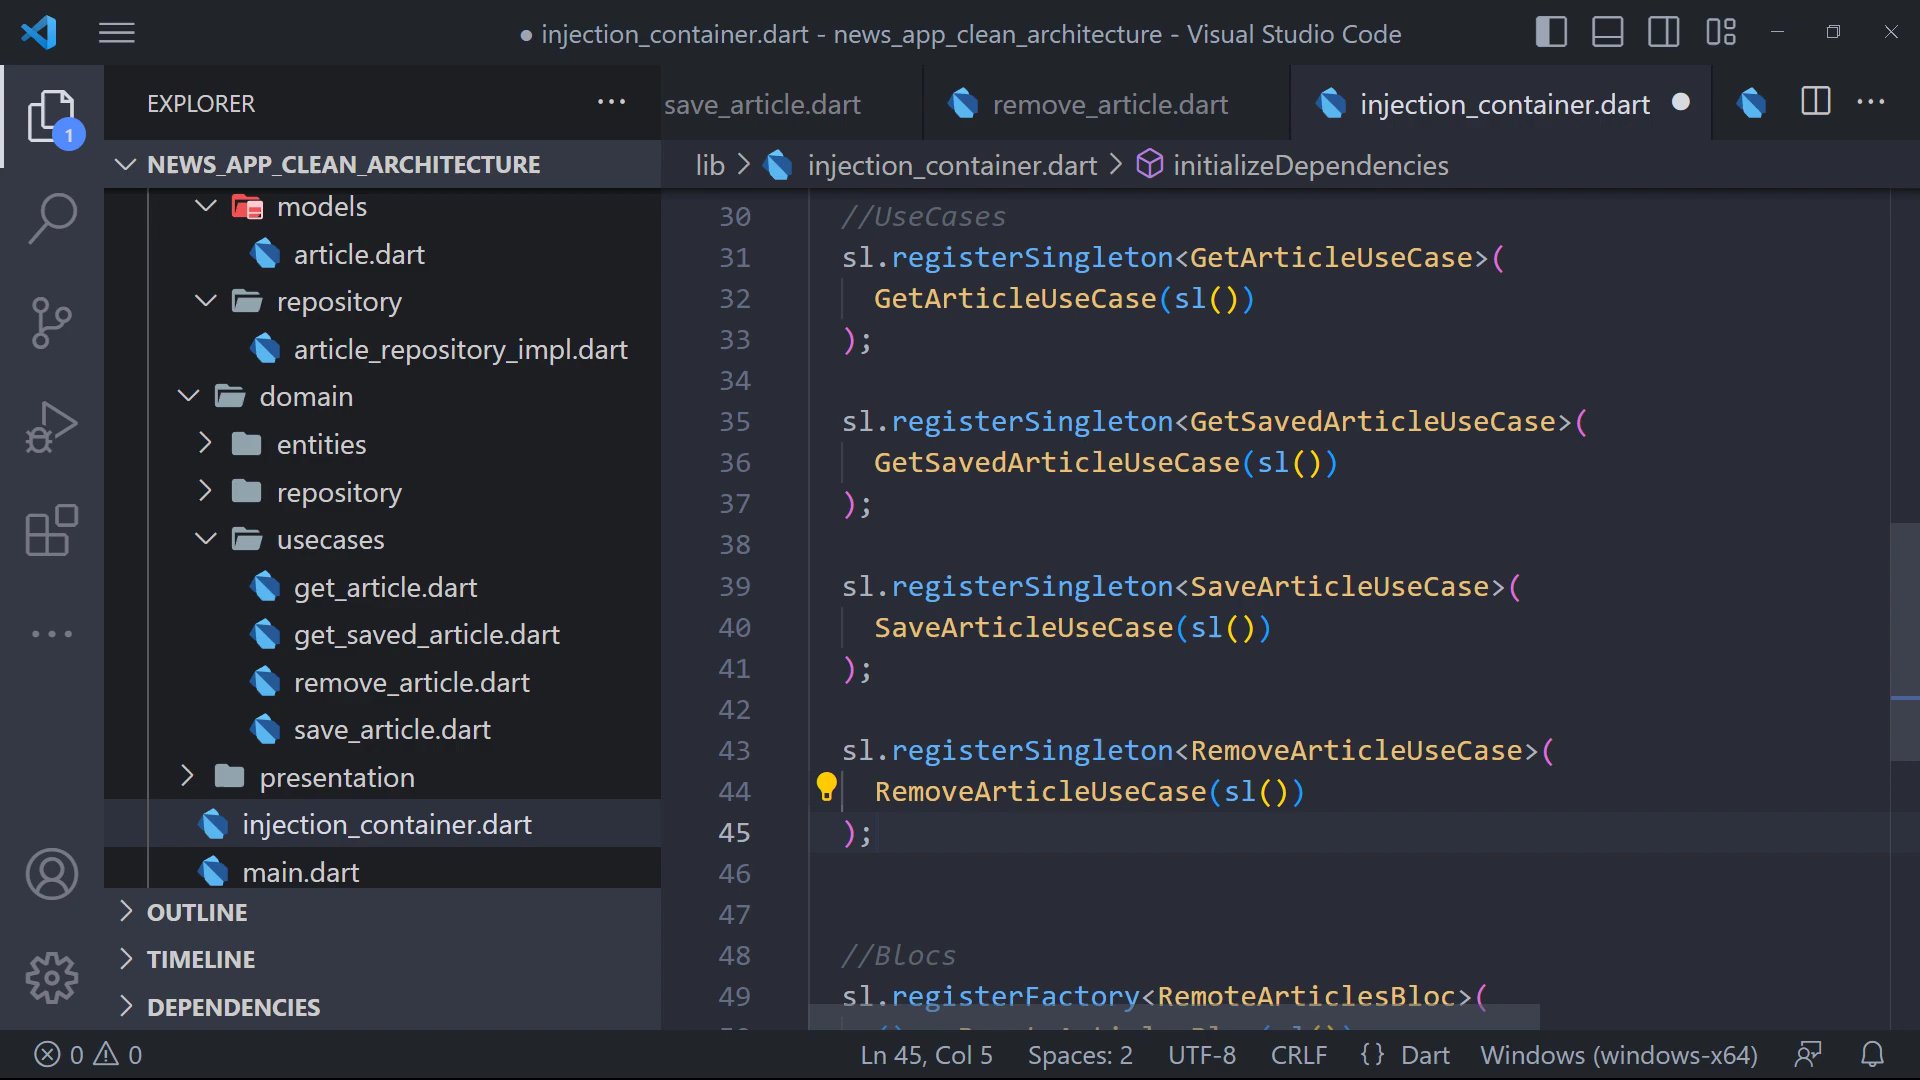 ● injection_container.dart - news_app_clean_architecture - Visual Studio Code
1
EXPLORER
NEWS_APP_CLEAN_ARCHITECTURE
models
article.dart
repository
article_repository_impl.dart
domain
entities
repository
usecases
get_article.dart
get_saved_article.dart
remove_article.dart
save_article.dart
presentation
injection_container.dart
main.dart
OUTLINE
TIMELINE
DEPENDENCIES
save_article.dart
remove_article.dart
injection_container.dart
lib > injection_container.dart > initializeDependencies
30 //UseCases
31 sl.registerSingleton<GetArticleUseCase>(
32 GetArticleUseCase(sl())
33 );
34
35 sl.registerSingleton<GetSavedArticleUseCase>(
36 GetSavedArticleUseCase(sl())
37 );
38
39 sl.registerSingleton<SaveArticleUseCase>(
40 SaveArticleUseCase(sl())
41 );
42
43 sl.registerSingleton<RemoveArticleUseCase>(
44 RemoveArticleUseCase(sl())
45 );
46
47
48 //Blocs
49 sl.registerFactory<RemoteArticlesBloc>(
0 0
Ln 45, Col 5
Spaces: 2
UTF-8
CRLF
{} Dart
Windows (windows-x64)